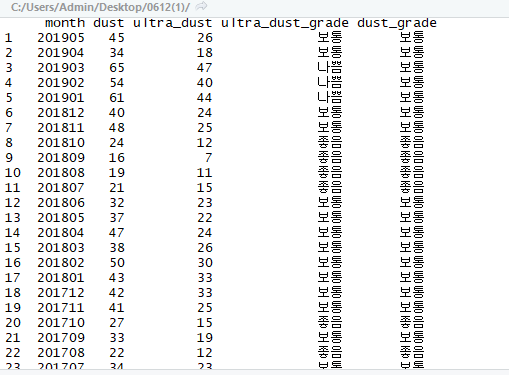 C:/Users/Admin/Desktop/0612(1)/
month dust ultra_dust ultra_dust_grade dust_grade
1 201905 45 26 보통 보통
2 201904 34 18 보통 보통
3 201903 65 47 나쁨 보통
4 201902 54 40 나쁨 보통
5 201901 61 44 나쁨 보통
6 201812 40 24 보통 보통
7 201811 48 25 보통 보통
8 201810 24 12 좋음 좋음
9 201809 16 7 좋음 좋음
10 201808 19 11 좋음 좋음
11 201807 21 15 좋음 좋음
12 201806 32 23 보통 보통
13 201805 37 22 보통 보통
14 201804 47 24 보통 보통
15 201803 38 26 보통 보통
16 201802 50 30 보통 보통
17 201801 43 33 보통 보통
18 201712 42 33 보통 보통
19 201711 41 25 보통 보통
20 201710 27 15 좋음 좋음
21 201709 33 19 보통 보통
22 201708 22 12 좋음 좋음
23 201707 34 23 보통 보통